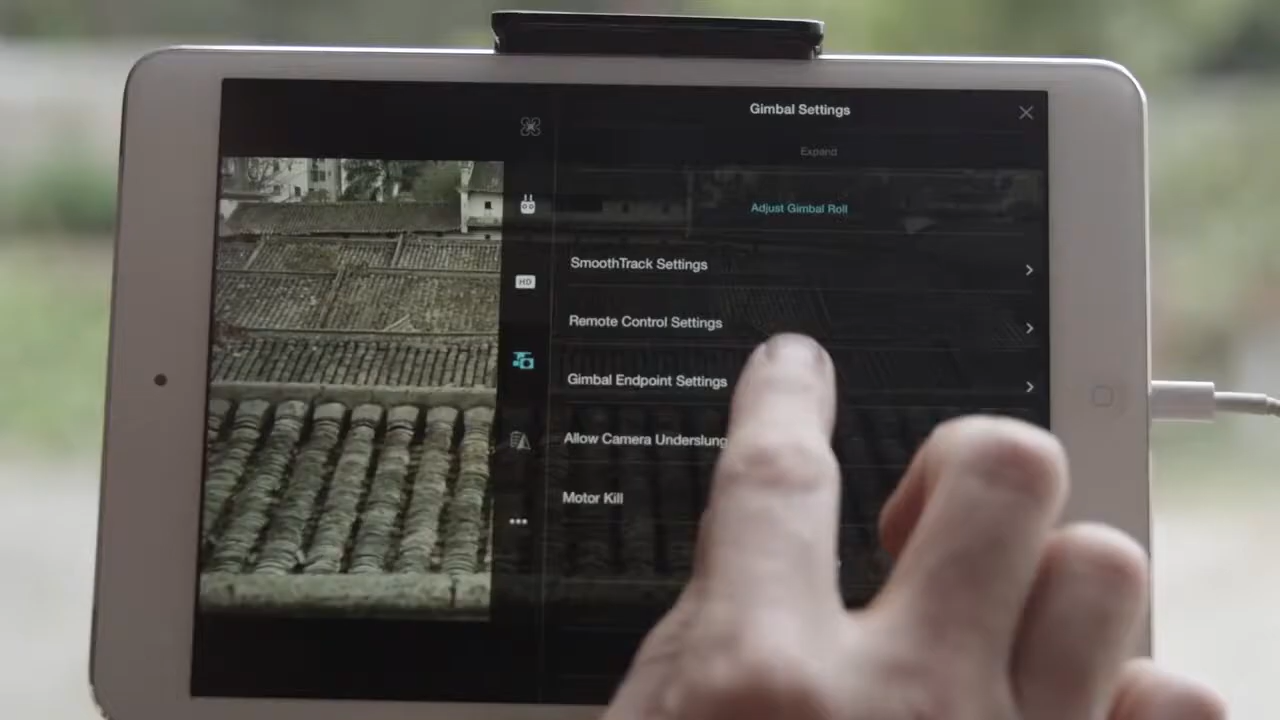 Gimbal Settings
Expand
Adjust Gimbal Roll
SmoothTrack Settings
HD
Remote Control Settings
Gimbal Endpoint Settings
Allow Camera Underslung
Motor Kill